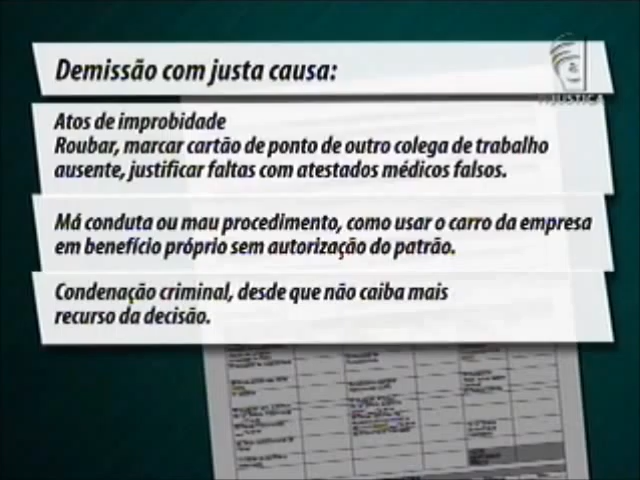 Demissão com justa causa:
Atos de improbidade
Roubar, marcar cartão de ponto de outro colega de trabalho
ausente, justificar faltas com atestados médicos falsos.
Má conduta ou mau procedimento, como usar o carro da empresa
em benefício próprio sem autorização do patrão.
Condenação criminal, desde que não caiba mais
recurso da decisão.